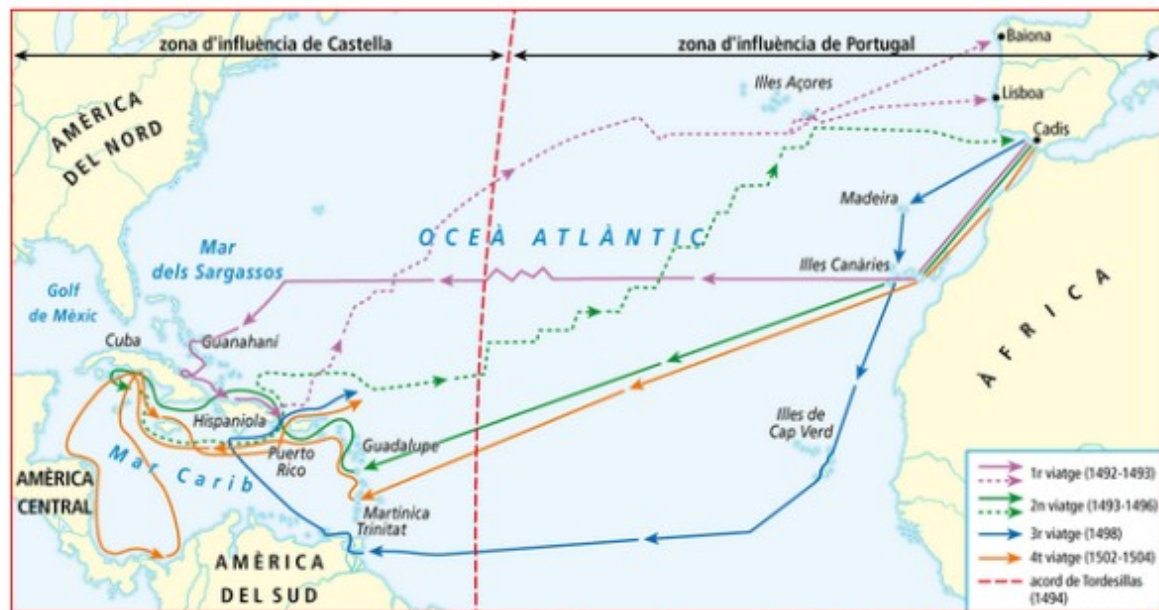 zona d'influència de Castella
zona d'influència de Portugal
Baiona
Illes Açores
Lisboa
AMÈRICA
DEL NORD
Cadis
Madeira
OCEÀ ATLÀNTIC
Mar
dels Sargassos
Illes Canàries
Golf
de Mèxic
ÀFRICA
Cuba
Guanahaní
Hispaniola
Illes de
Cap Verd
Puerto
Rico
Guadalupe
Mar Carib
AMÈRICA
CENTRAL
Martinica
Trinitat
AMÈRICA
DEL SUD
1r viatge (1492-1493)
2n viatge (1493-1496)
3r viatge (1498)
4t viatge (1502-1504)
acord de Tordesillas
(1494)